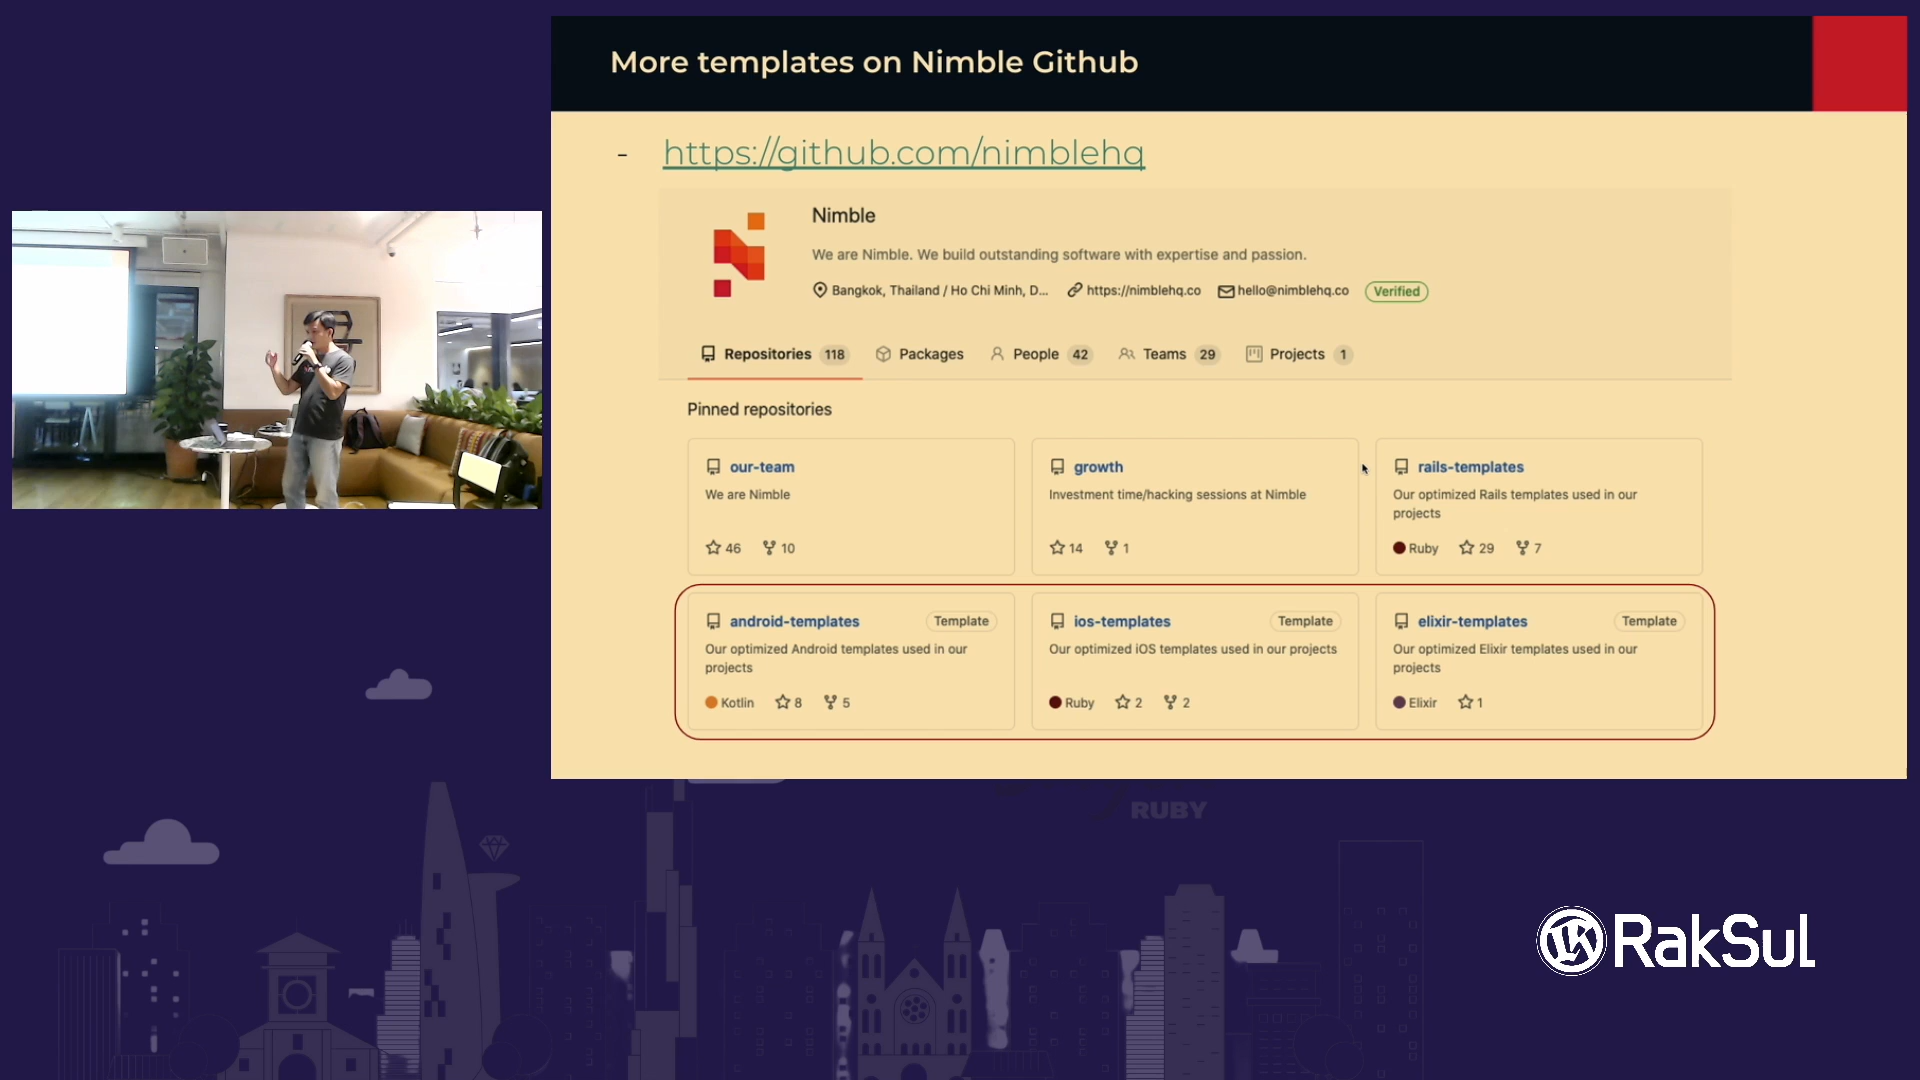 More templates on Nimble Github
- https://github.com/nimblehq
Nimble
We are Nimble. We build outstanding software with expertise and passion.
Bangkok, Thailand / Ho Chi Minh, D... https://nimblehq.co hello@nimblehq.co Verified
Repositories 118 Packages People 42 Teams 29 Projects 1
Pinned repositories
our-team
We are Nimble
46 10
growth
Investment time/hacking sessions at Nimble
14 1
rails-templates
Our optimized Rails templates used in our
projects
Ruby 29 7
android-templates Template
Our optimized Android templates used in our
projects
Kotlin 8 5
ios-templates Template
Our optimized iOS templates used in our projects
Ruby 2 2
elixir-templates Template
Our optimized Elixir templates used in our
projects
Elixir 1
RUBY
RakSul